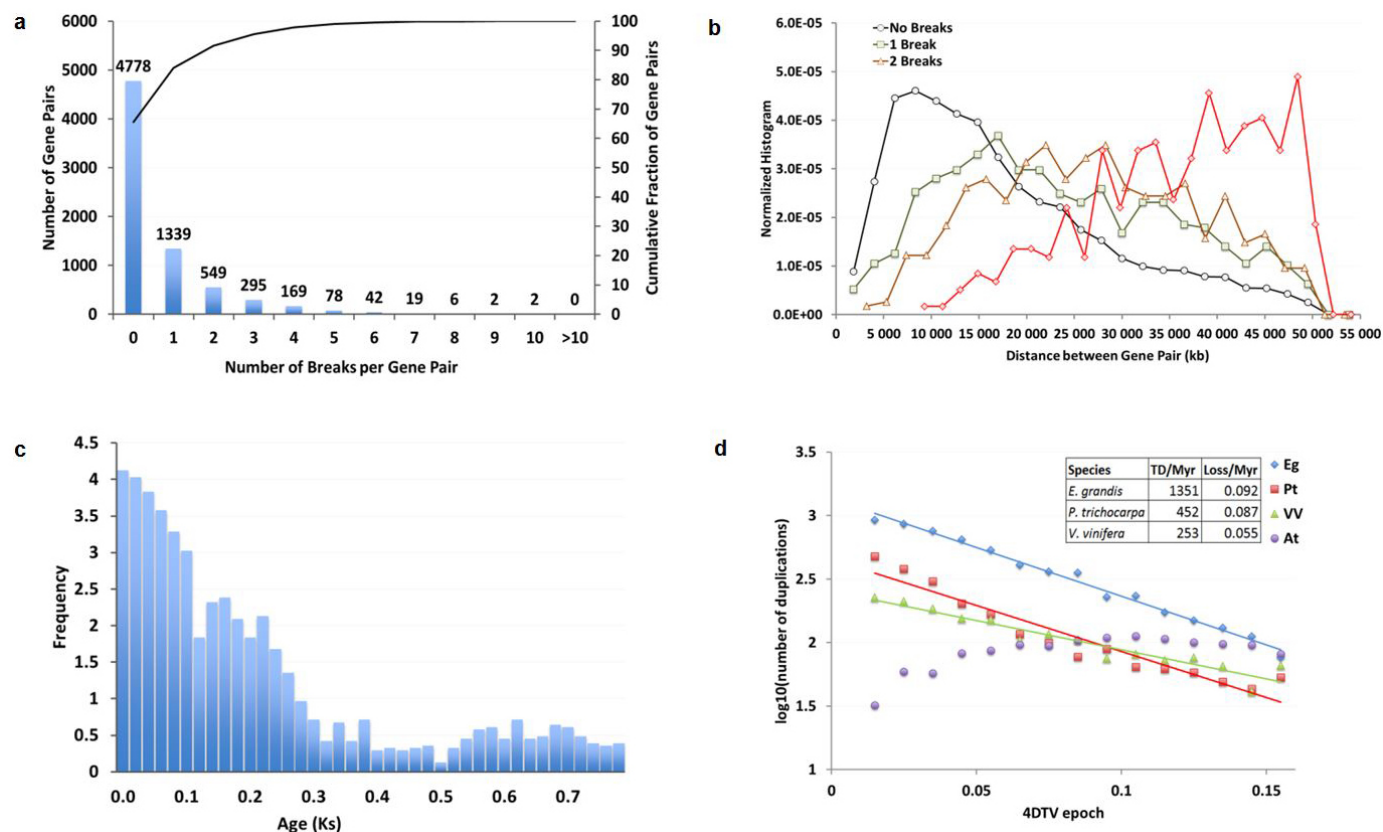 a
Number of Gene Pairs
6000
5000
4000
3000
2000
1000
0
4778
1339
549
295
169
78
42
19
6
2
2
0
0 1 2 3 4 5 6 7 8 9 10 >10
Number of Breaks per Gene Pair
100
90
80
70
60
50
40
30
20
10
0
Cumulative Fraction of Gene Pairs
b
Normalized Histogram
6.0E-05
5.0E-05
4.0E-05
3.0E-05
2.0E-05
1.0E-05
0.0E+00
No Breaks
1 Break
2 Breaks
0 5 000 10 000 15 000 20 000 25 000 30 000 35 000 40 000 45 000 50 000 55 000
Distance between Gene Pair (kb)
c
Frequency
4.5
4
3.5
3
2.5
2
1.5
1
0.5
0
0.0 0.1 0.2 0.3 0.4 0.5 0.6 0.7
Age (Ks)
d
log10(number of duplications)
3.5
3
2.5
2
1.5
1
Species TD/Myr Loss/Myr
E. grandis 1351 0.092
P. trichocarpa 452 0.087
V. vinifera 253 0.055
Eg
Pt
VV
At
0 0.05 0.1 0.15
4DTV epoch